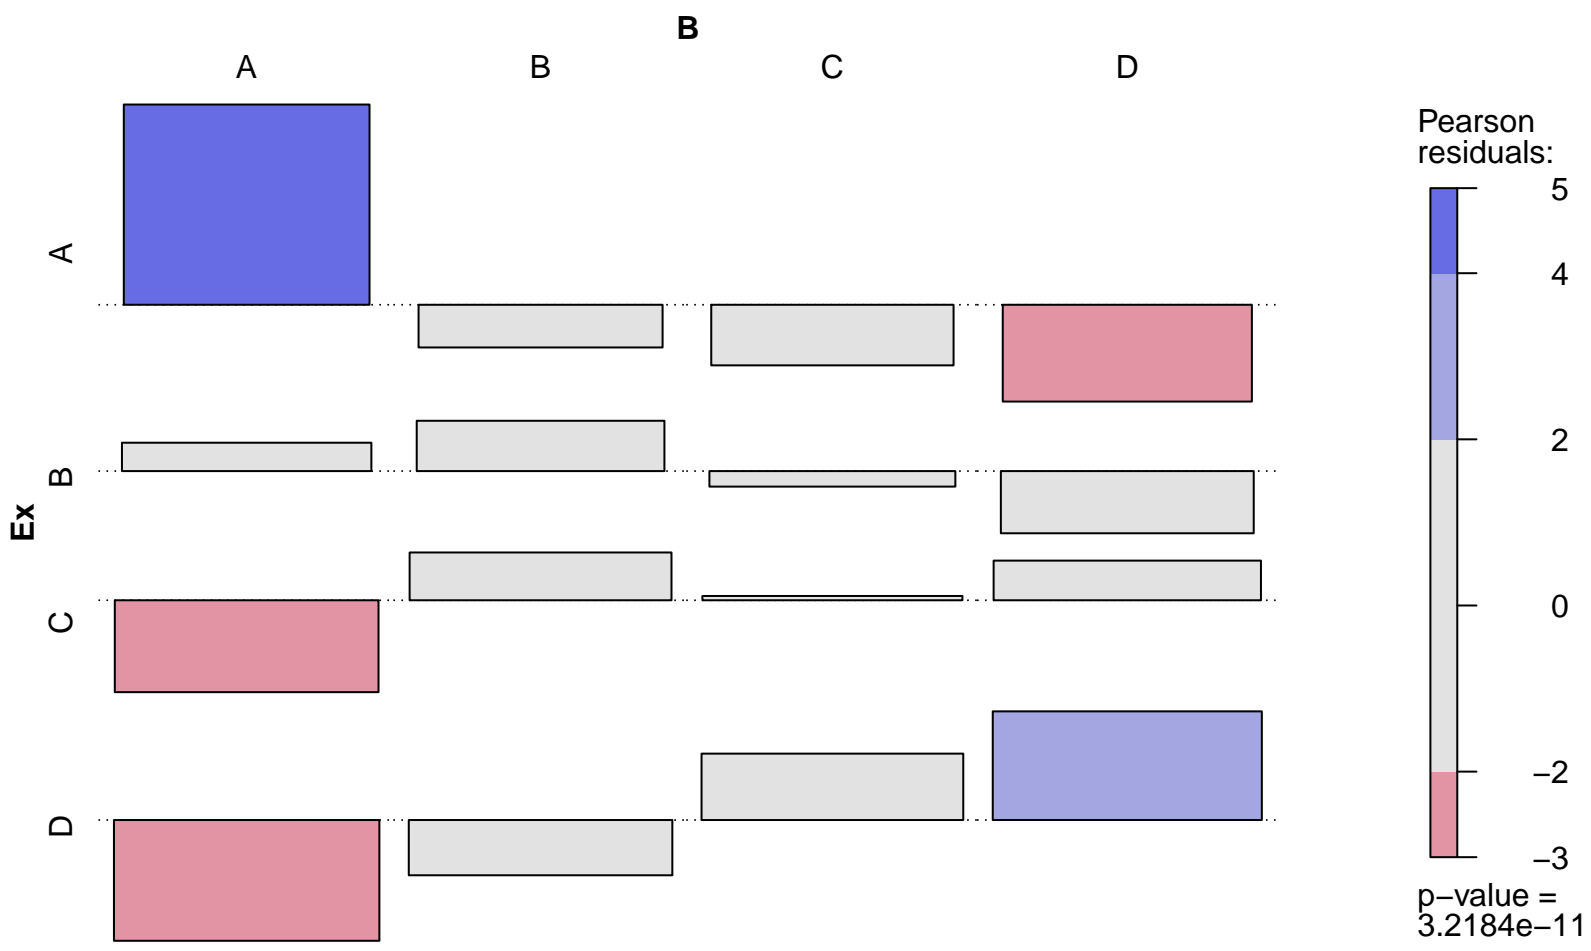 B
A B C D
Pearson
residuals:
5
4
2
0
−2
−3
p−value =
3.2184e−11
Ex
A
B
C
D